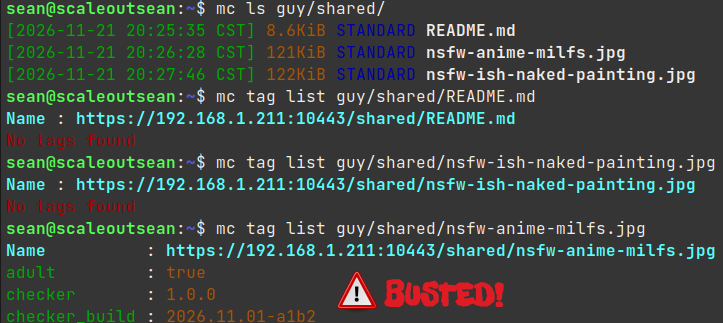 sean@scaleoutsean:~$ mc ls guy/shared/
[2026-11-21 20:25:35 CST] 8.6KiB STANDARD README.md
[2026-11-21 20:26:28 CST] 121KiB STANDARD nsfw-anime-milfs.jpg
[2026-11-21 20:27:46 CST] 122KiB STANDARD nsfw-ish-naked-painting.jpg
sean@scaleoutsean:~$ mc tag list guy/shared/README.md
Name : https://192.168.1.211:10443/shared/README.md
No tags found
sean@scaleoutsean:~$ mc tag list guy/shared/nsfw-ish-naked-painting.jpg
Name : https://192.168.1.211:10443/shared/nsfw-ish-naked-painting.jpg
No tags found
sean@scaleoutsean:~$ mc tag list guy/shared/nsfw-anime-milfs.jpg
Name          : https://192.168.1.211:10443/shared/nsfw-anime-milfs.jpg
adult         : true
checker       : 1.0.0
BUSTED!
checker_build : 2026.11.01-a1b2